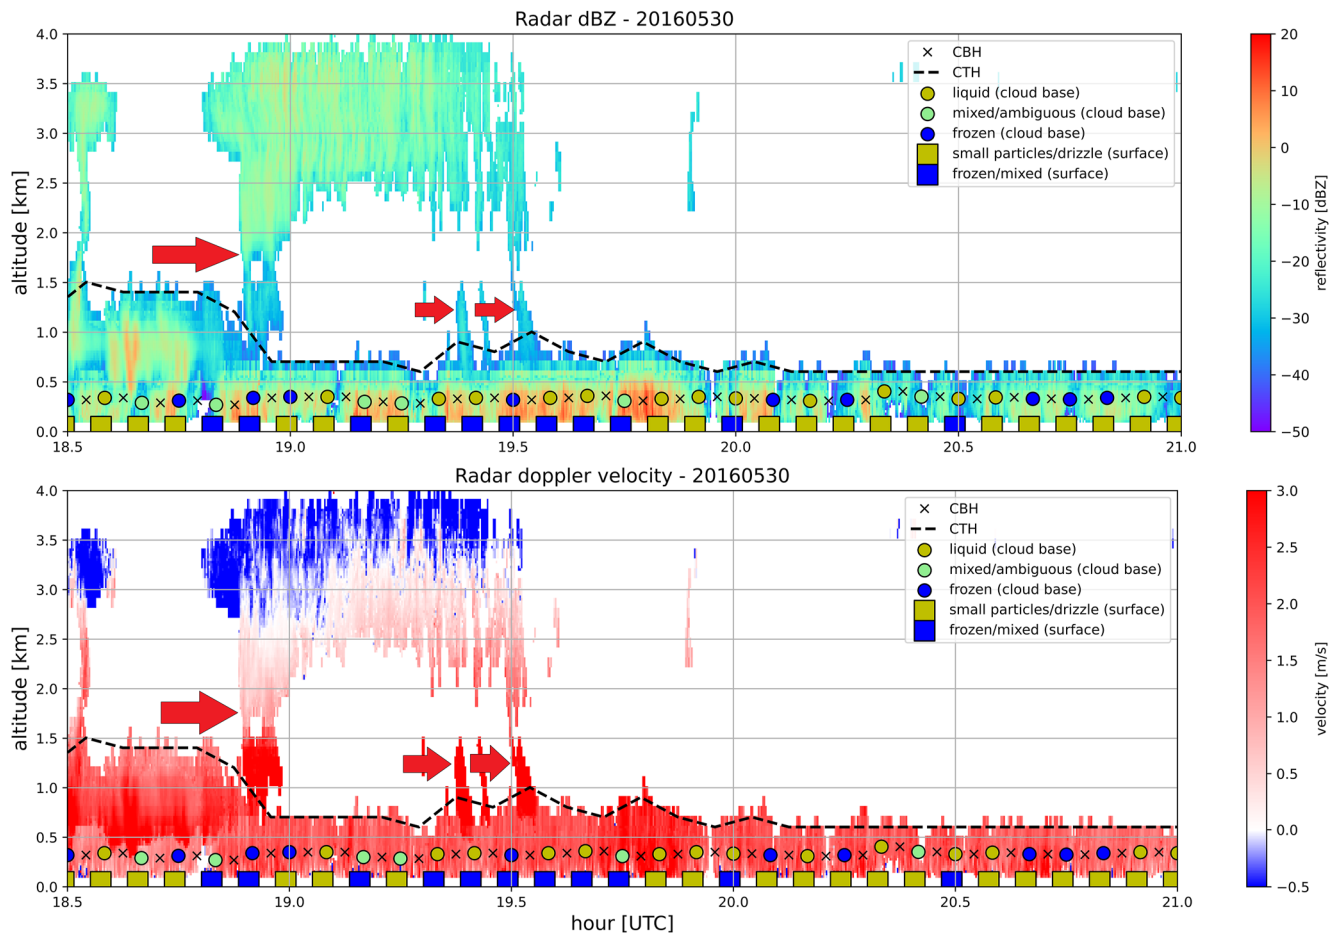 Radar dBZ - 20160530
4.0
3.5
3.0
2.5
2.0
1.5
1.0
0.5
0.0
altitude [km]
18.5 19.0 19.5 20.0 20.5 21.0
CBH
CTH
liquid (cloud base)
mixed/ambiguous (cloud base)
frozen (cloud base)
small particles/drizzle (surface)
frozen/mixed (surface)
20
10
0
−10
−20
−30
−40
−50
reflectivity [dBZ]
Radar doppler velocity - 20160530
4.0
3.5
3.0
2.5
2.0
1.5
1.0
0.5
0.0
altitude [km]
18.5 19.0 19.5 20.0 20.5 21.0
hour [UTC]
CBH
CTH
liquid (cloud base)
mixed/ambiguous (cloud base)
frozen (cloud base)
small particles/drizzle (surface)
frozen/mixed (surface)
3.0
2.5
2.0
1.5
1.0
0.5
0.0
−0.5
velocity [m/s]